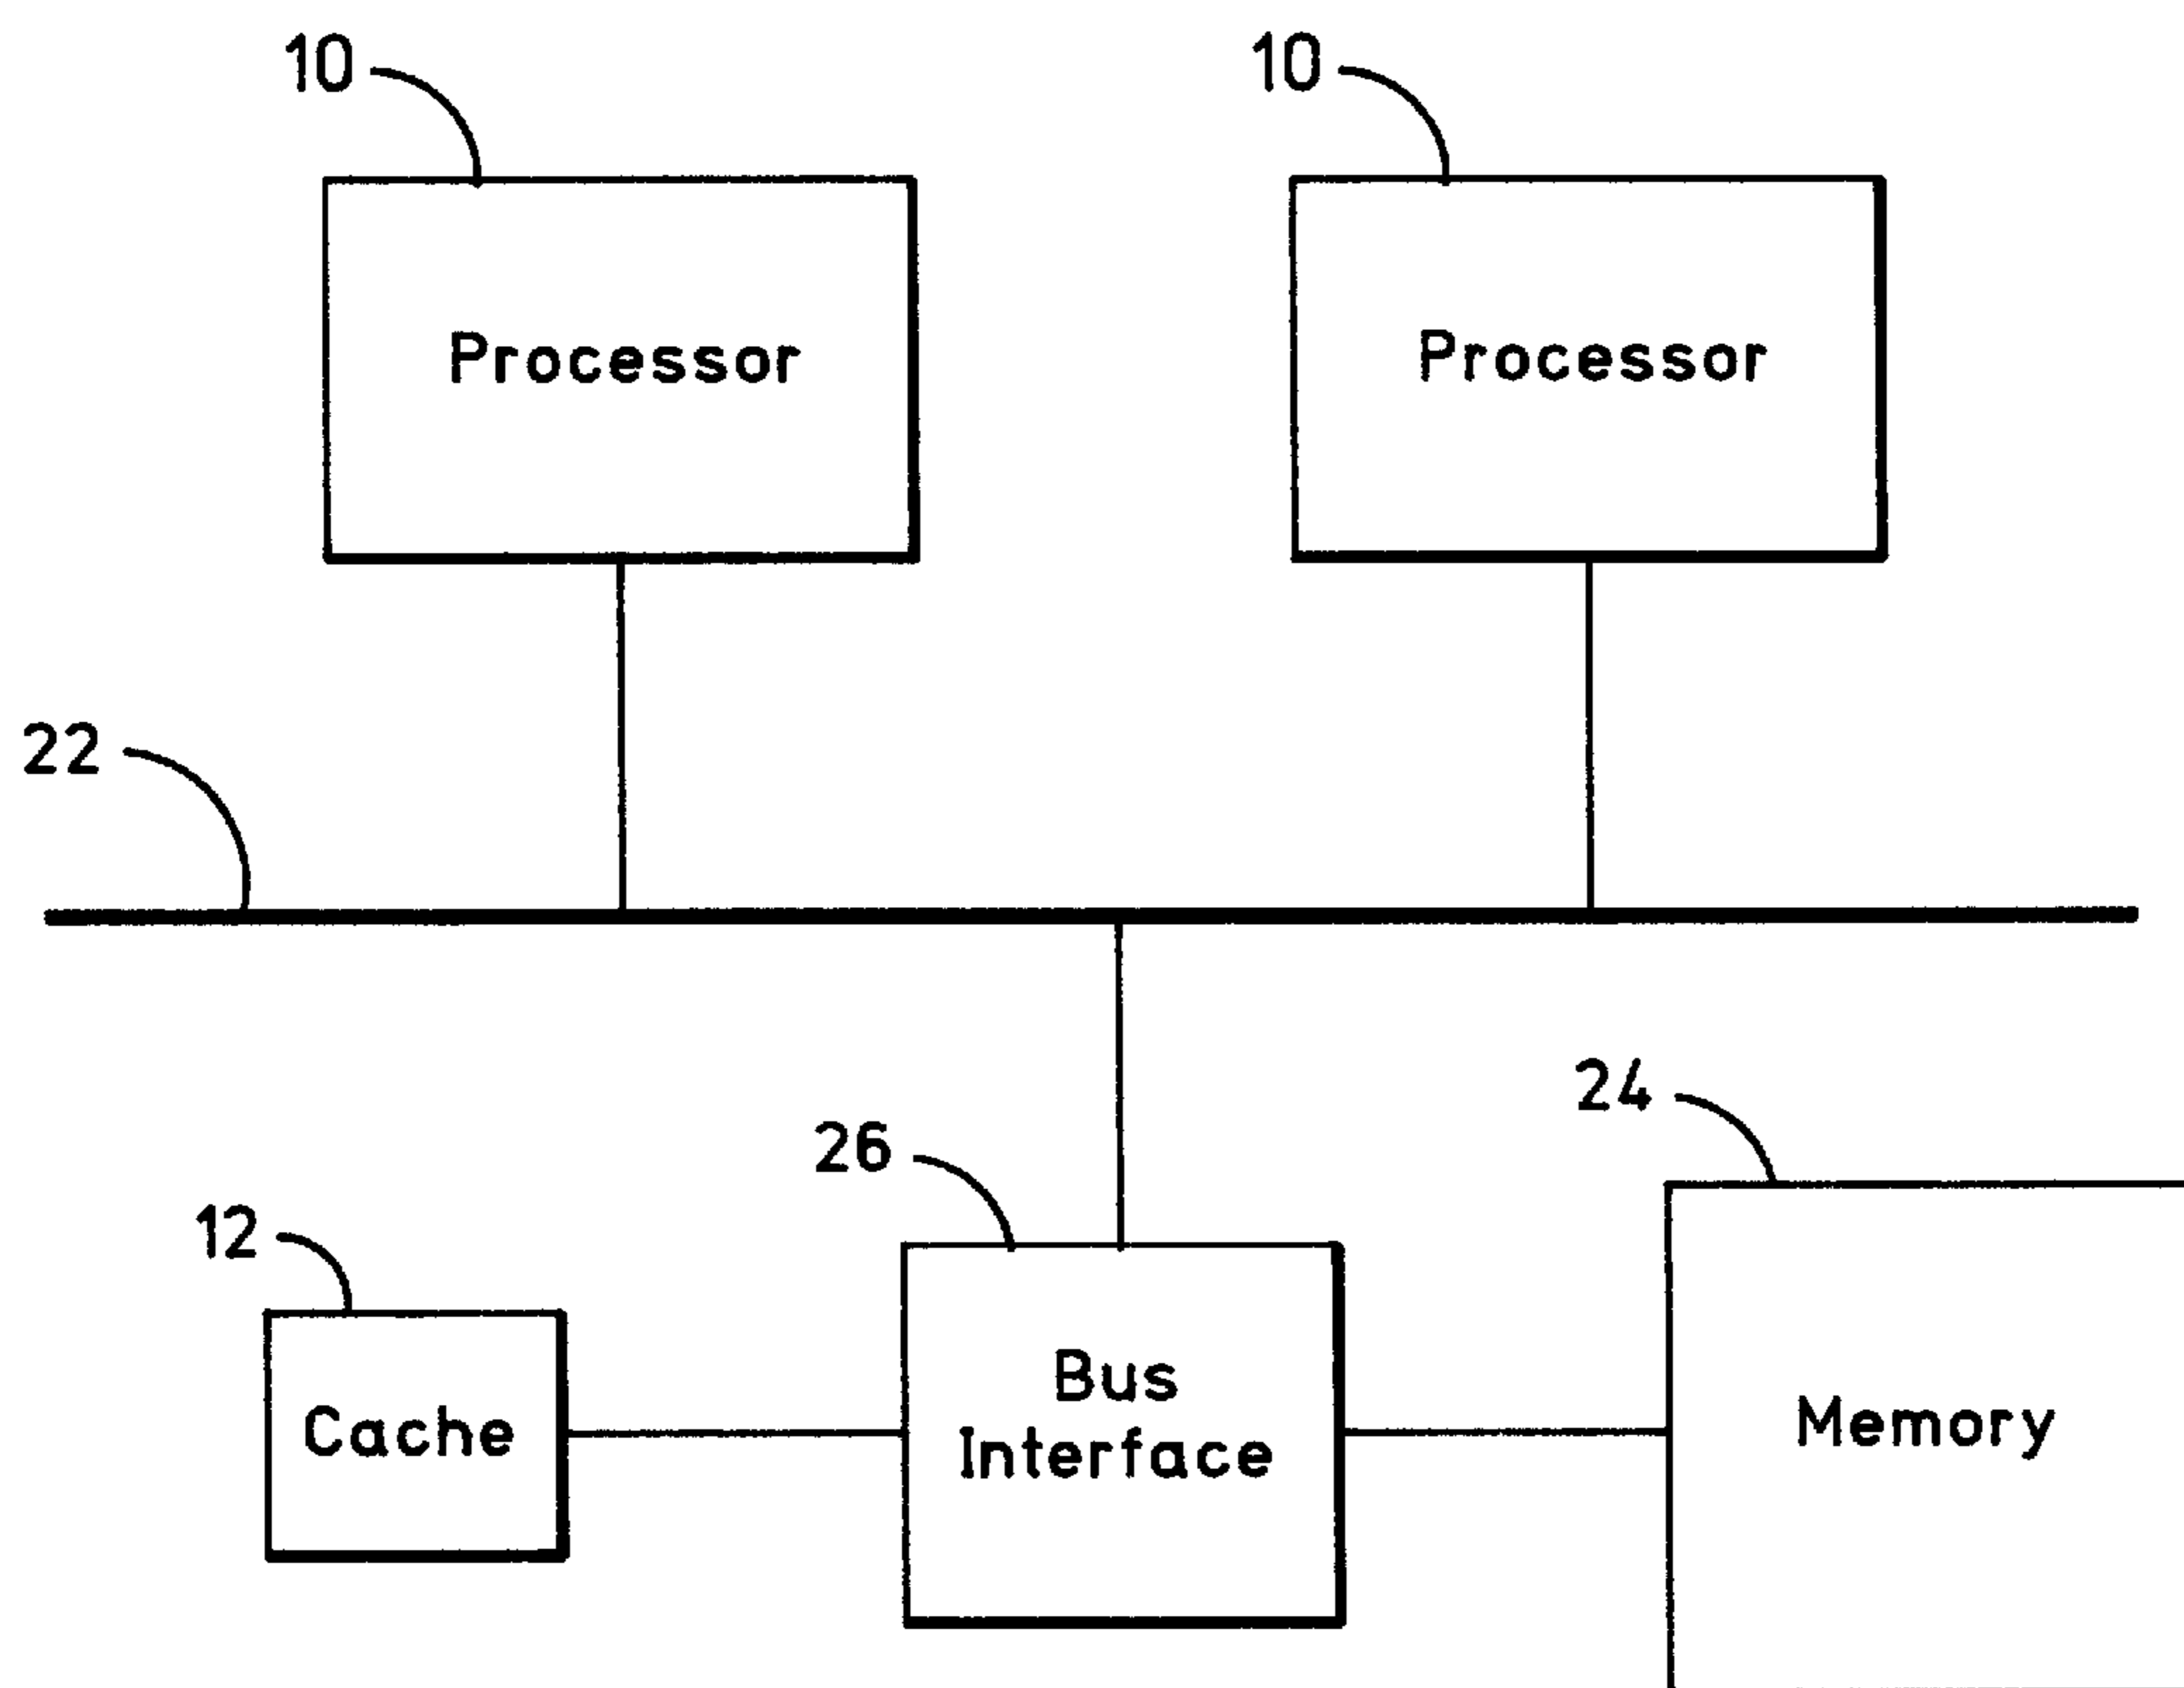 10
10
Processor
Processor
22
24
26
12
Bus
Interface
Cache
Memory